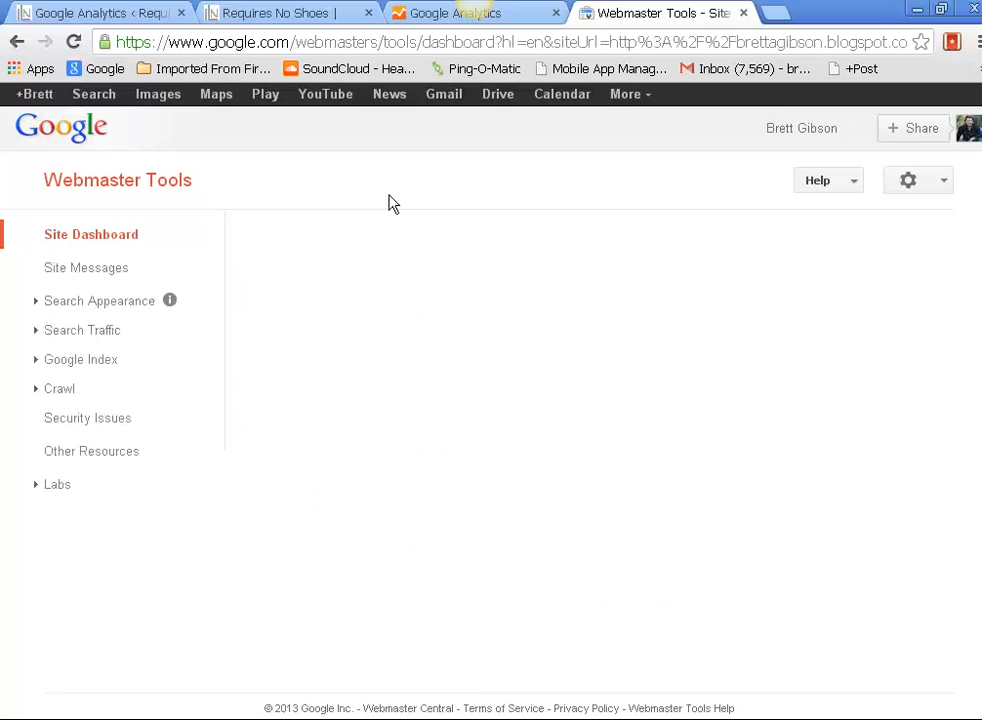 Google Analytics ‹ Requi
Requires No Shoes |
Google Analytics
Webmaster Tools - Site
https://www.google.com/webmasters/tools/dashboard?hl=en&siteUrl=http%3A%2F%2Fbrettagibson.blogspot.co
Apps
Google
Imported From Fir...
SoundCloud - Hea...
Ping-O-Matic
Mobile App Manag...
Inbox (7,569) - br...
+Post
+Brett Search Images Maps Play YouTube News Gmail Drive Calendar More
Google
Brett Gibson
+ Share
Webmaster Tools
Help
Site Dashboard
Site Messages
Search Appearance i
Search Traffic
Google Index
Crawl
Security Issues
Other Resources
Labs
© 2013 Google Inc. - Webmaster Central - Terms of Service - Privacy Policy - Webmaster Tools Help